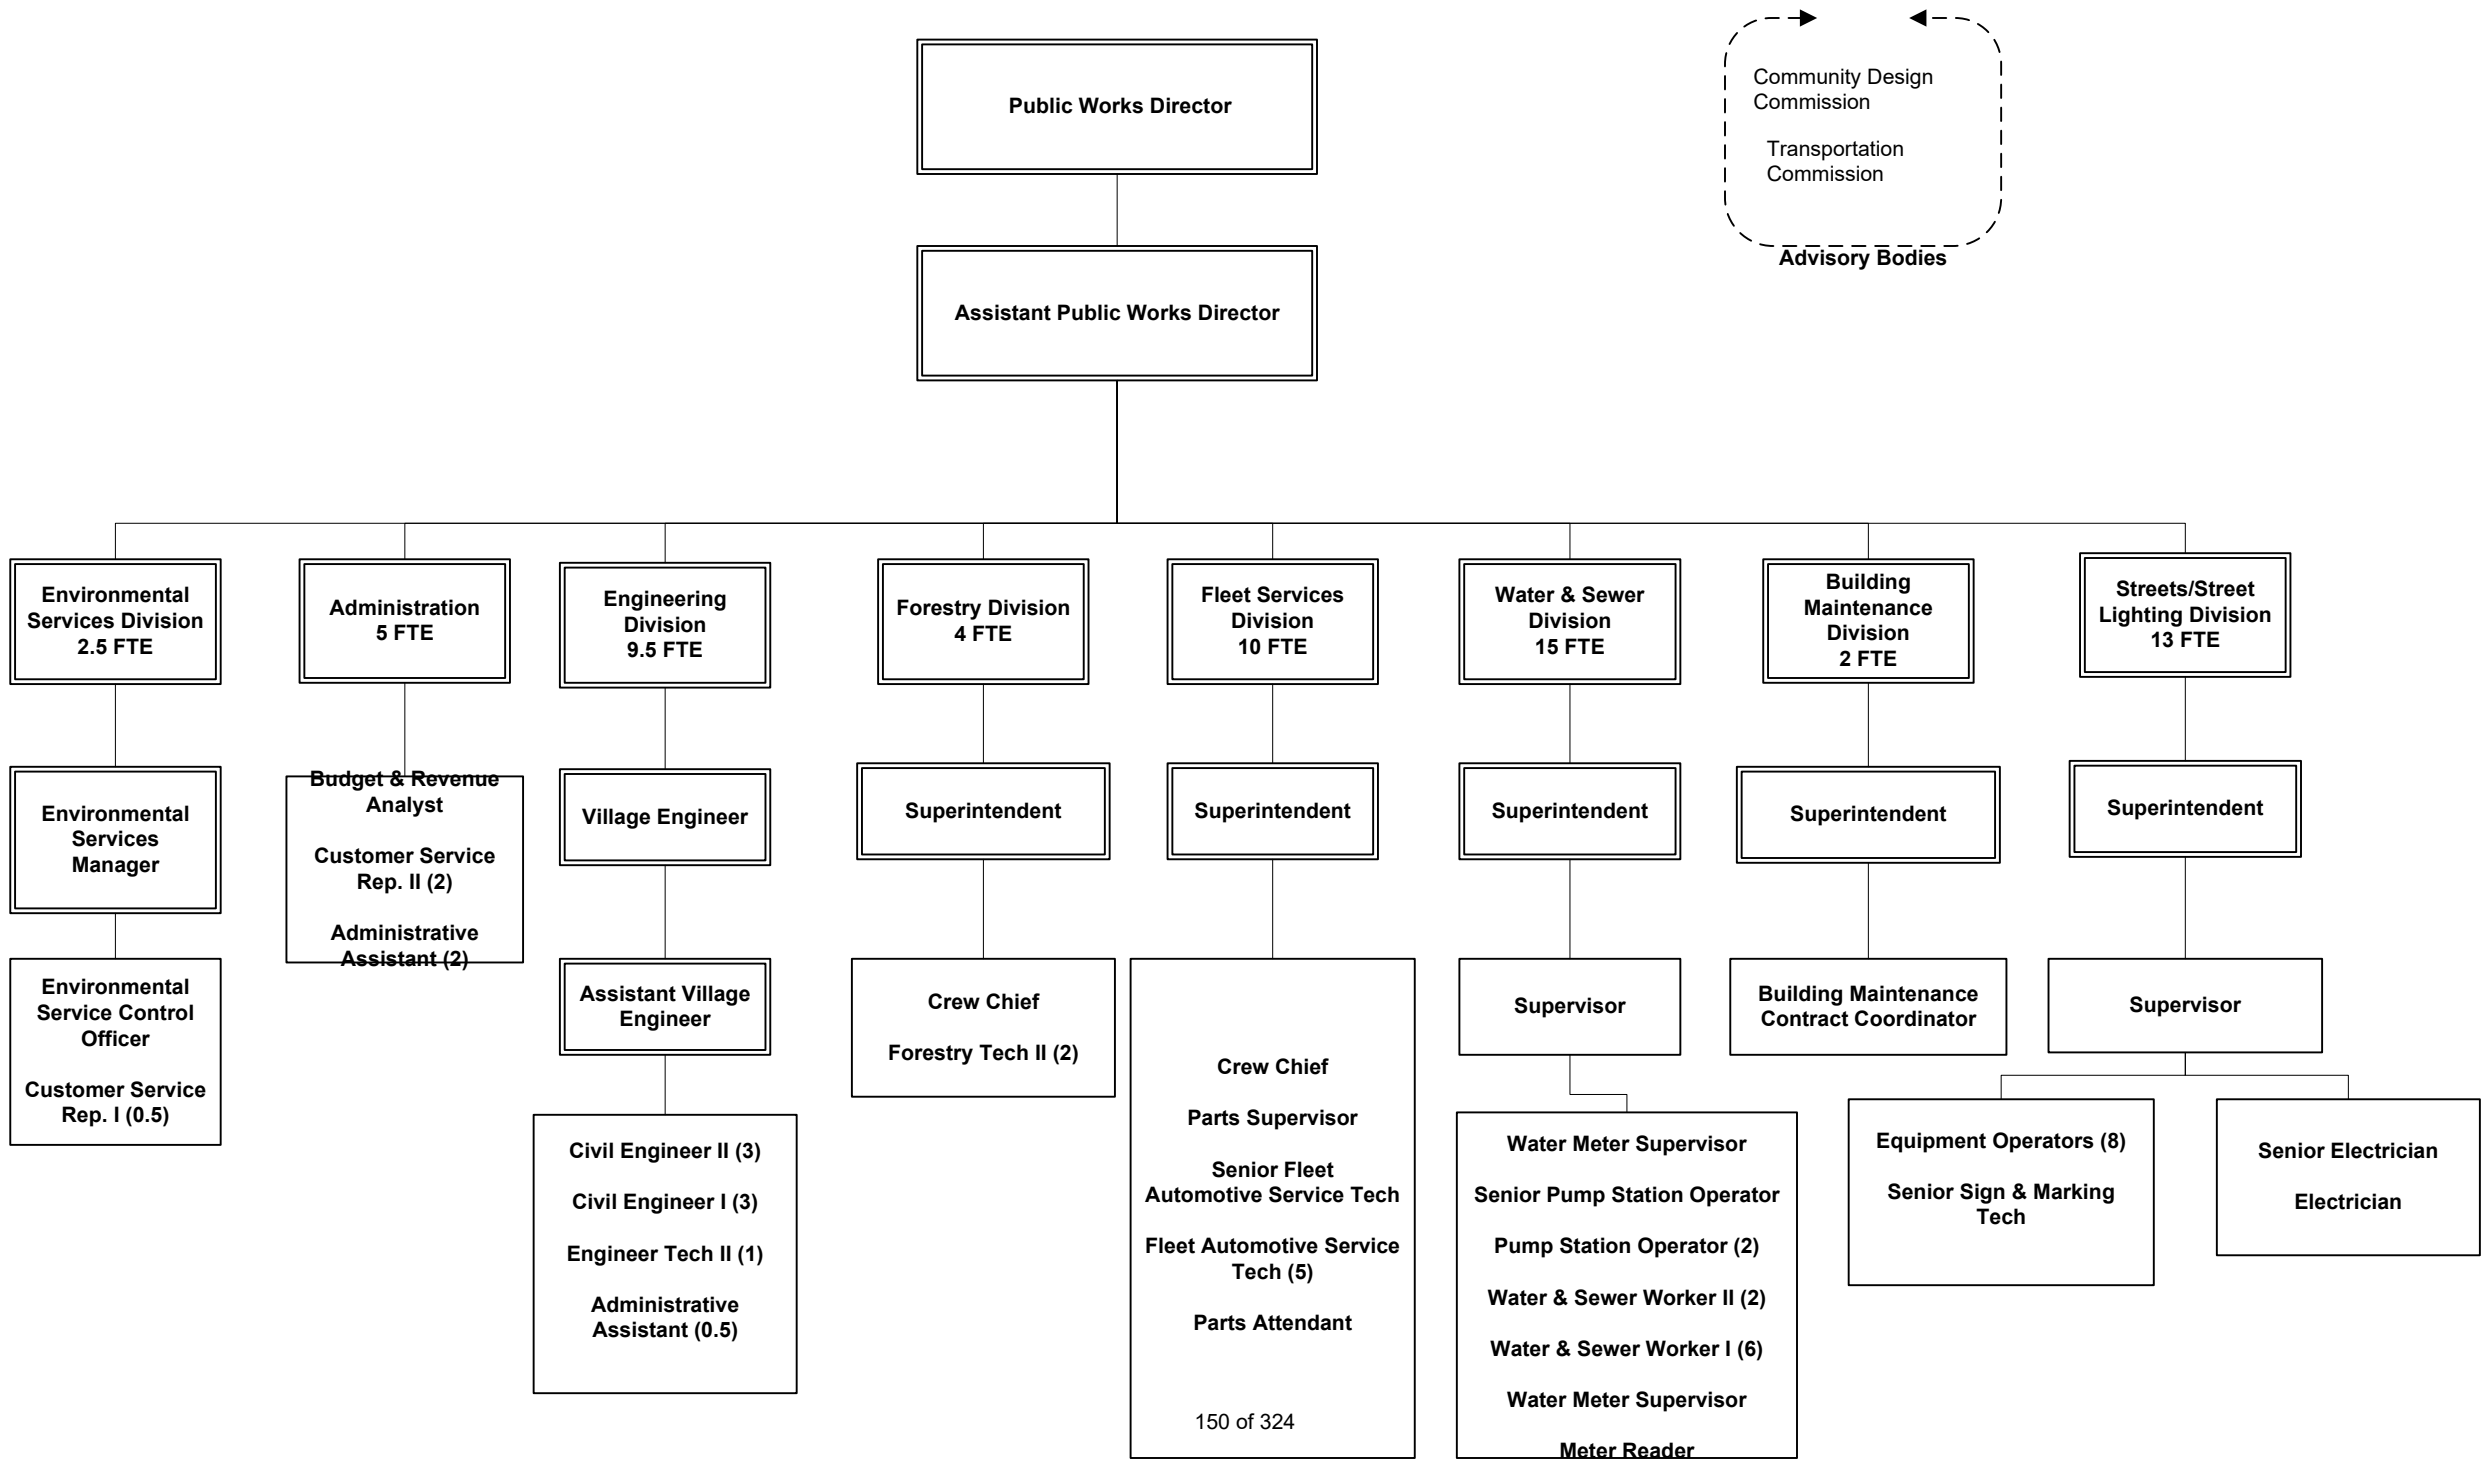 Public Works Director
Community Design
Commission
Transportation
Commission
Advisory Bodies
Assistant Public Works Director
Environmental
Services Division
2.5 FTE
Administration
5 FTE
Engineering
Division
9.5 FTE
Forestry Division
4 FTE
Fleet Services
Division
10 FTE
Water & Sewer
Division
15 FTE
Building
Maintenance
Division
2 FTE
Streets/Street
Lighting Division
13 FTE
Environmental
Services
Manager
Budget & Revenue
Analyst
Customer Service
Rep. II (2)
Administrative
Assistant (2)
Village Engineer
Superintendent
Superintendent
Superintendent
Superintendent
Superintendent
Environmental
Service Control
Officer
Customer Service
Rep. I (0.5)
Assistant Village
Engineer
Crew Chief
Forestry Tech II (2)
Crew Chief
Parts Supervisor
Senior Fleet
Automotive Service Tech
Fleet Automotive Service
Tech (5)
Parts Attendant
Supervisor
Building Maintenance
Contract Coordinator
Supervisor
Civil Engineer II (3)
Civil Engineer I (3)
Engineer Tech II (1)
Administrative
Assistant (0.5)
Water Meter Supervisor
Senior Pump Station Operator
Pump Station Operator (2)
Water & Sewer Worker II (2)
Water & Sewer Worker I (6)
Water Meter Supervisor
Meter Reader
Equipment Operators (8)
Senior Sign & Marking
Tech
Senior Electrician
Electrician
150 of 324